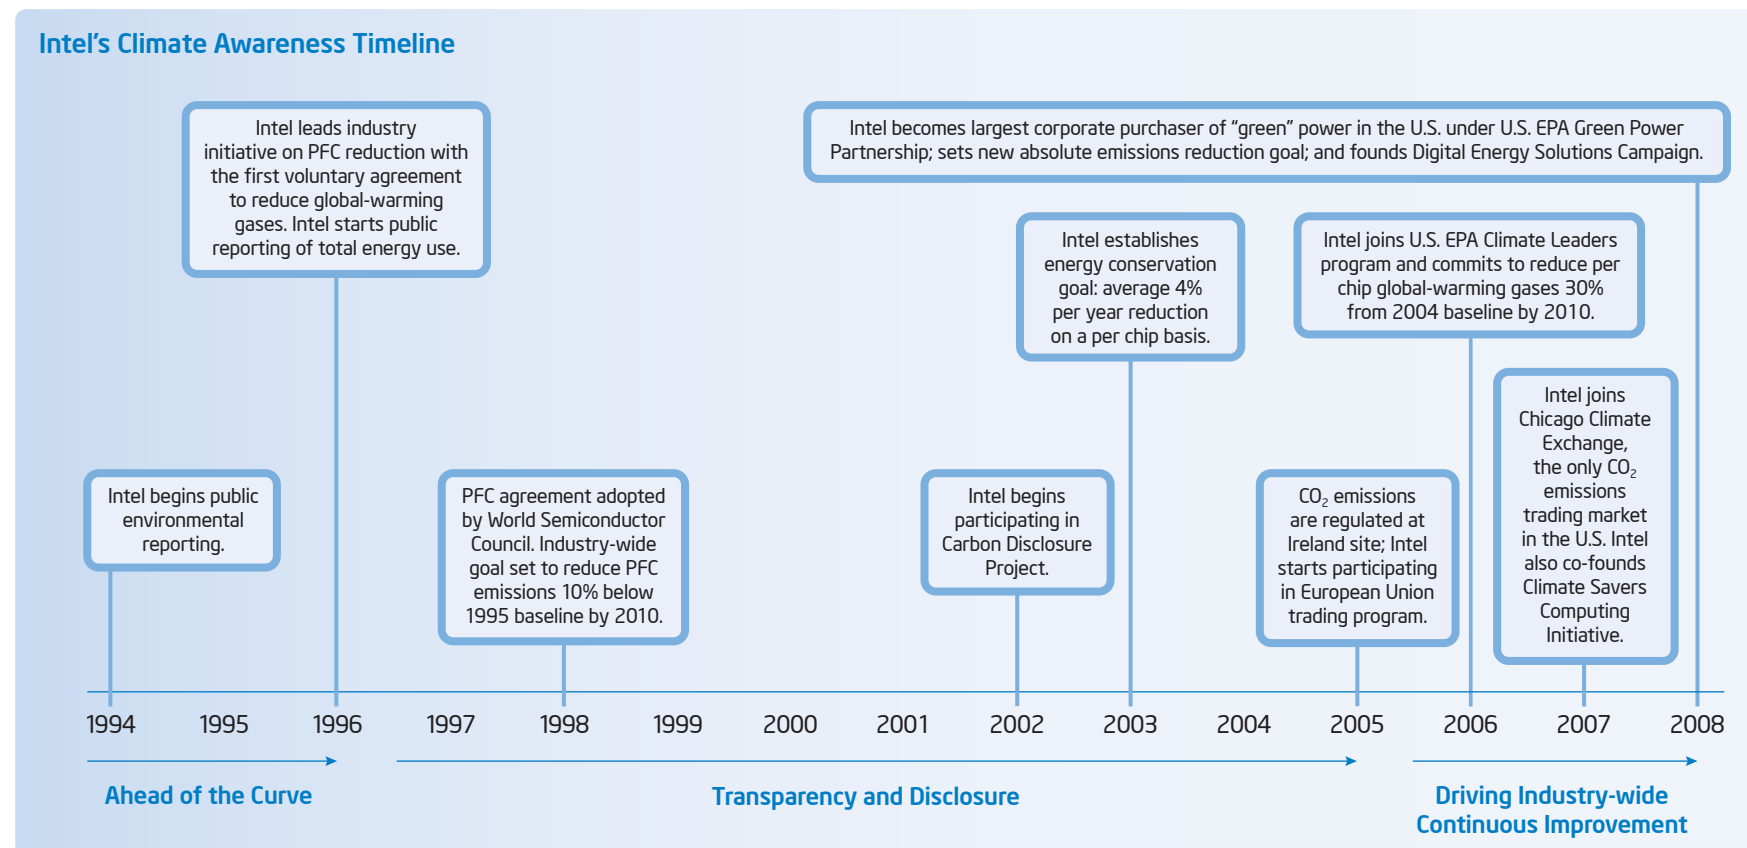 Intel's Climate Awareness Timeline
Intel leads industry
initiative on PFC reduction with
the first voluntary agreement
to reduce global-warming
gases. Intel starts public
reporting of total energy use.
Intel becomes largest corporate purchaser of “green” power in the U.S. under U.S. EPA Green Power
Partnership; sets new absolute emissions reduction goal; and founds Digital Energy Solutions Campaign.
Intel establishes
energy conservation
goal: average 4%
per year reduction
on a per chip basis.
Intel joins U.S. EPA Climate Leaders
program and commits to reduce per
chip global-warming gases 30%
from 2004 baseline by 2010.
Intel joins
Chicago Climate
Exchange,
the only CO₂
emissions
trading market
in the U.S. Intel
also co-founds
Climate Savers
Computing
Initiative.
Intel begins public
environmental
reporting.
PFC agreement adopted
by World Semiconductor
Council. Industry-wide
goal set to reduce PFC
emissions 10% below
1995 baseline by 2010.
Intel begins
participating in
Carbon Disclosure
Project.
CO₂ emissions
are regulated at
Ireland site; Intel
starts participating
in European Union
trading program.
1994 1995 1996 1997 1998 1999 2000 2001 2002 2003 2004 2005 2006 2007 2008
Ahead of the Curve
Transparency and Disclosure
Driving Industry-wide
Continuous Improvement